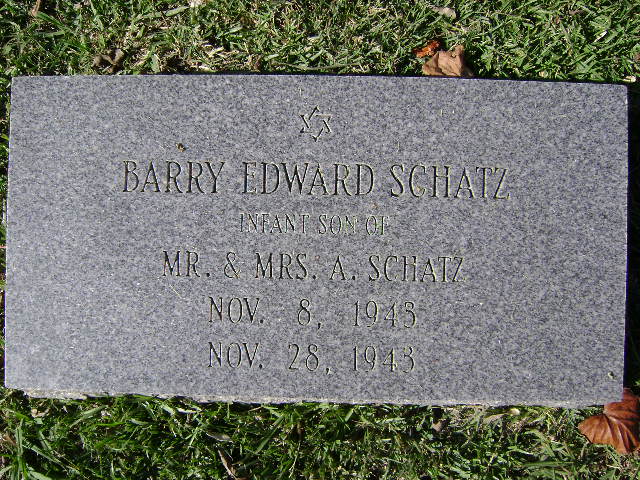 BARRY EDWARD SCHATZ
INFANT SON OF
MR. & MRS. A. SCHATZ
NOV. 8, 1943
NOV. 28, 1943